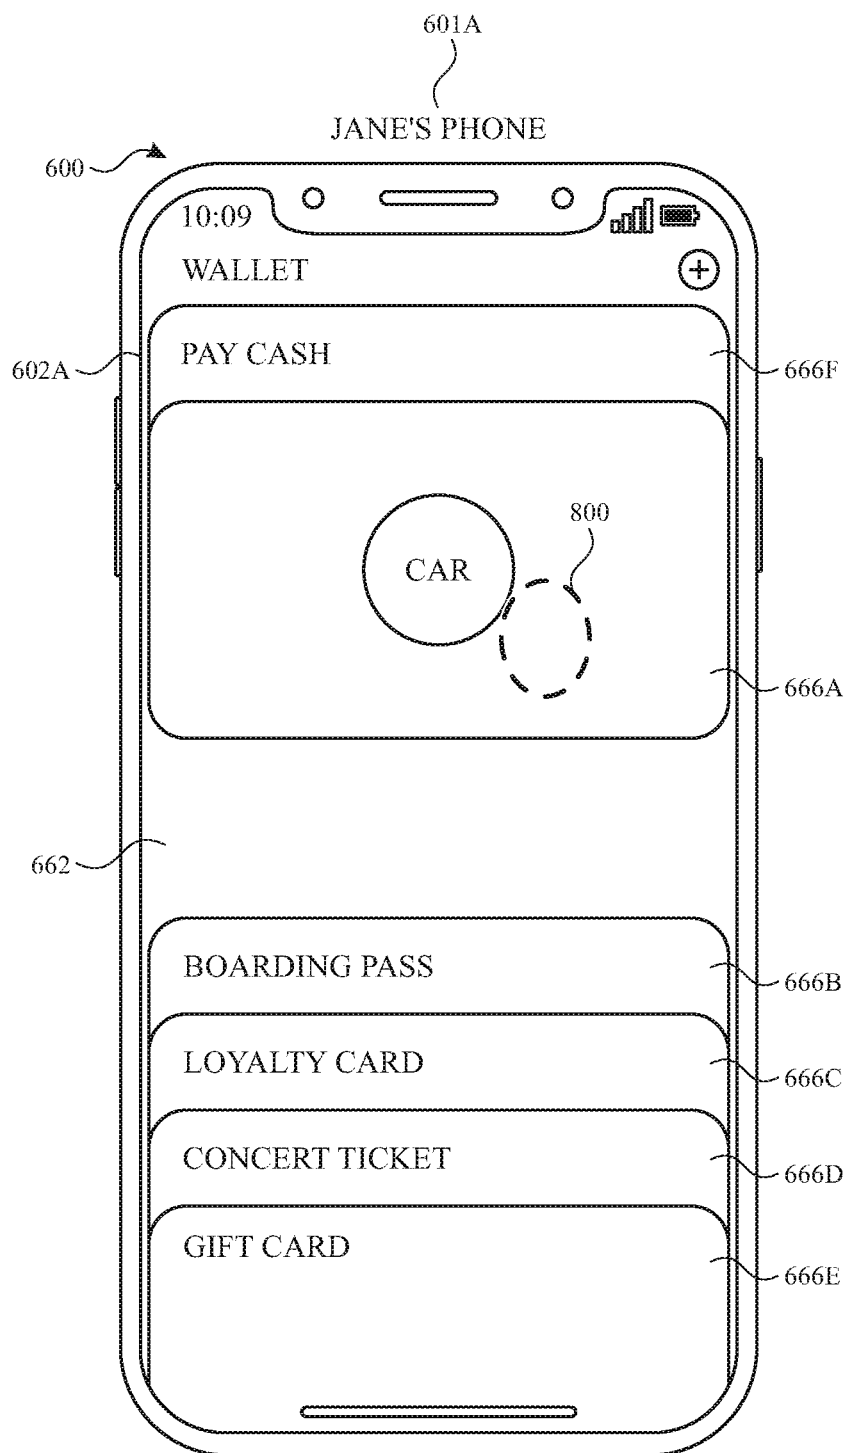 601A
JANE'S PHONE
600
10:09
WALLET
602A
PAY CASH
666F
800
CAR
666A
662
BOARDING PASS
666B
LOYALTY CARD
666C
CONCERT TICKET
666D
GIFT CARD
666E